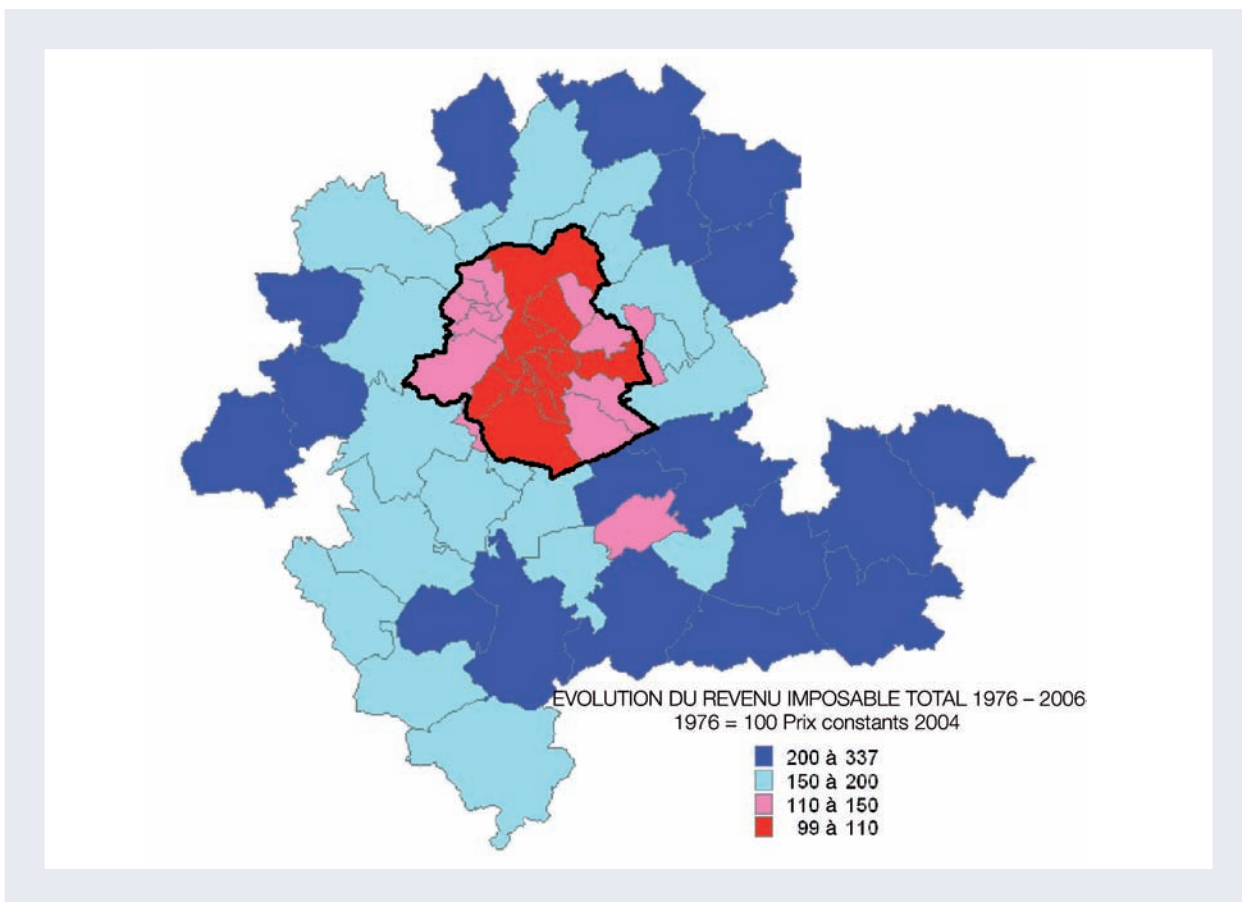 EVOLUTION DU REVENU IMPOSABLE TOTAL 1976 – 2006
1976 = 100 Prix constants 2004
200 à 337
150 à 200
110 à 150
99 à 110